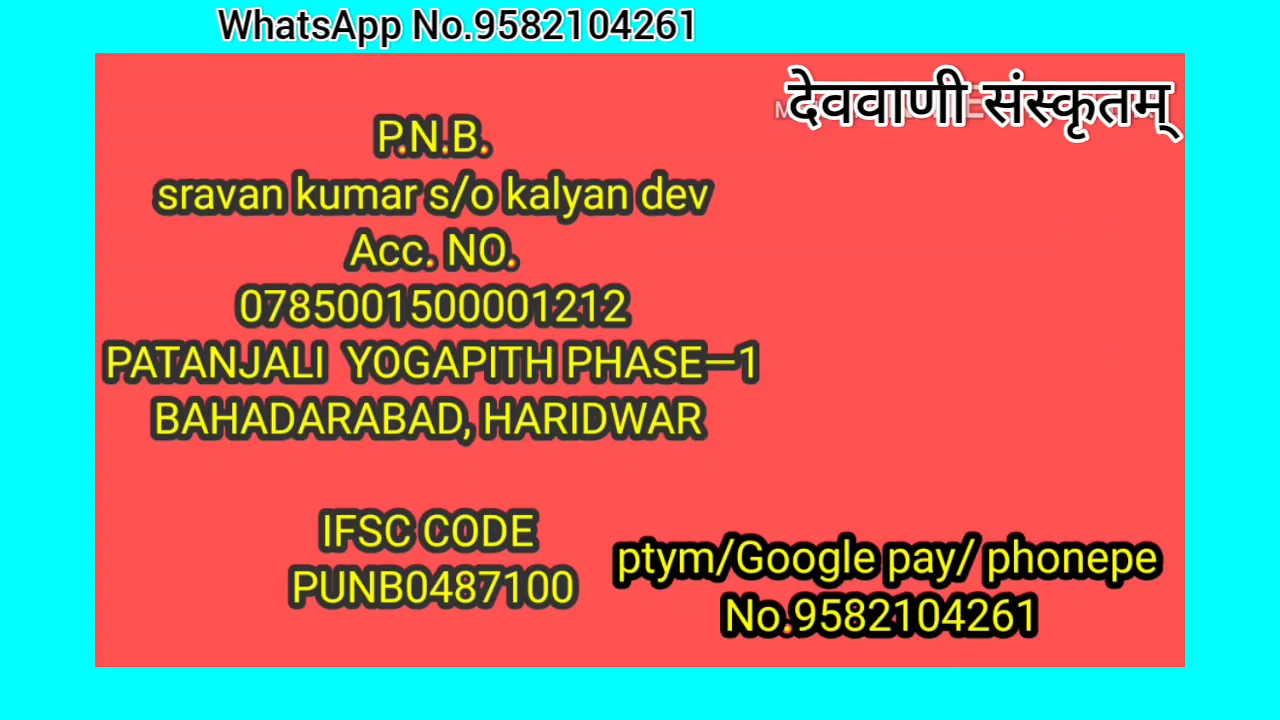 WhatsApp No.9582104261
देववाणी संस्कृतम्
P.N.B.
sravan kumar s/o kalyan dev
Acc. NO.
0785001500001212
PATANJALI YOGAPITH PHASE—1
BAHADARABAD, HARIDWAR
IFSC CODE
PUNB0487100
ptym/Google pay/ phonepe
No.9582104261